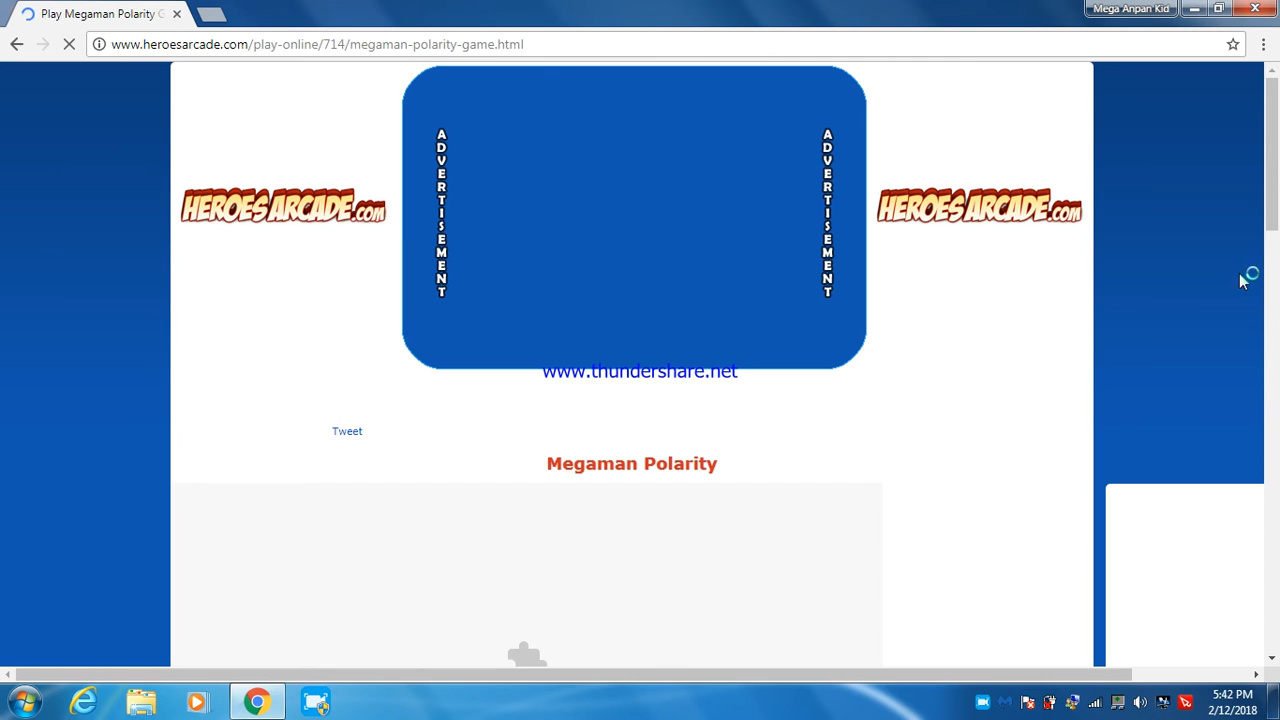 Play Megaman Polarity G
Mega Anpan Kid
www.heroesarcade.com/play-online/714/megaman-polarity-game.html
ADVERTISEMENT
ADVERTISEMENT
HEROESARCADE.com
HEROESARCADE.com
www.thundershare.net
Tweet
Megaman Polarity
5:42 PM
2/12/2018